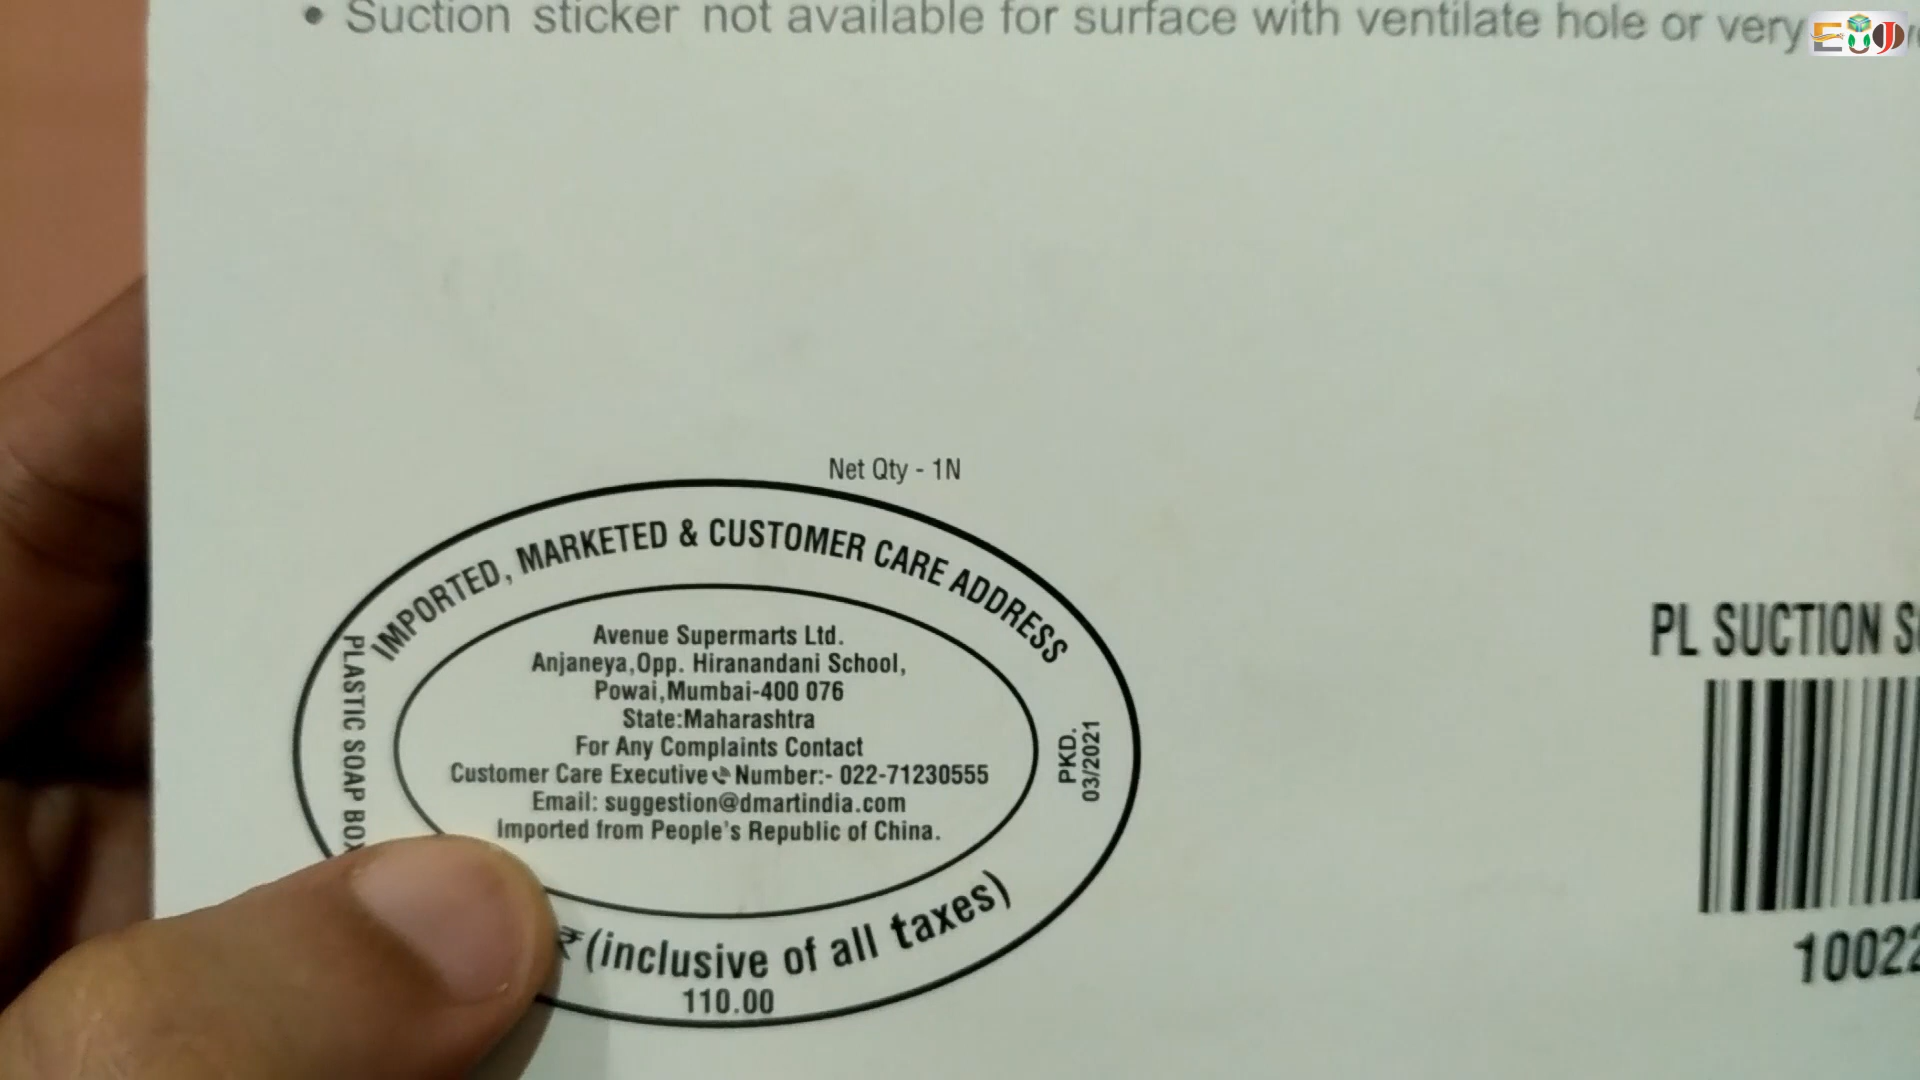 • Suction sticker not available for surface with ventilate hole or very
Net Qty - 1N
IMPORTED, MARKETED & CUSTOMER CARE ADDRESS
PLASTIC SOAP BOX
Avenue Supermarts Ltd.
Anjaneya,Opp. Hiranandani School,
Powai,Mumbai-400 076
State:Maharashtra
For Any Complaints Contact
Customer Care Executive Number:- 022-71230555
Email: suggestion@dmartindia.com
Imported from People's Republic of China.
PKD.
03/2021
₹ (inclusive of all taxes)
110.00
PL SUCTION
10022